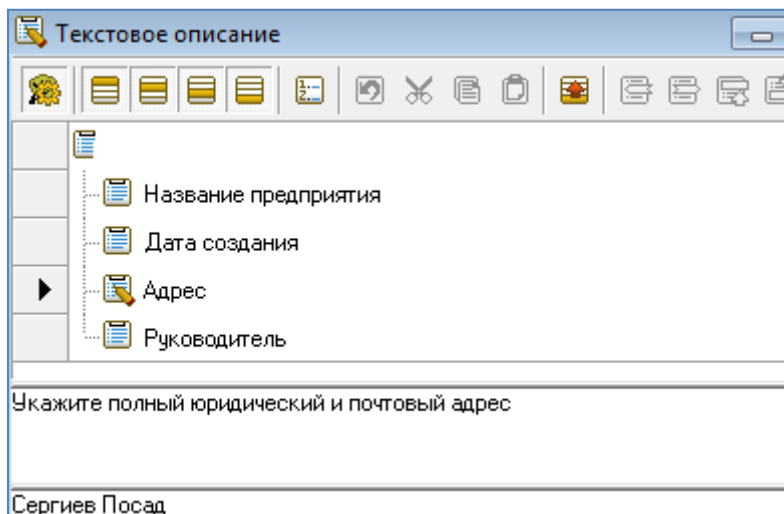 Текстовое описание
Название предприятия
Дата создания
Адрес
Руководитель
Укажите полный юридический и почтовый адрес
Сергиев Посад